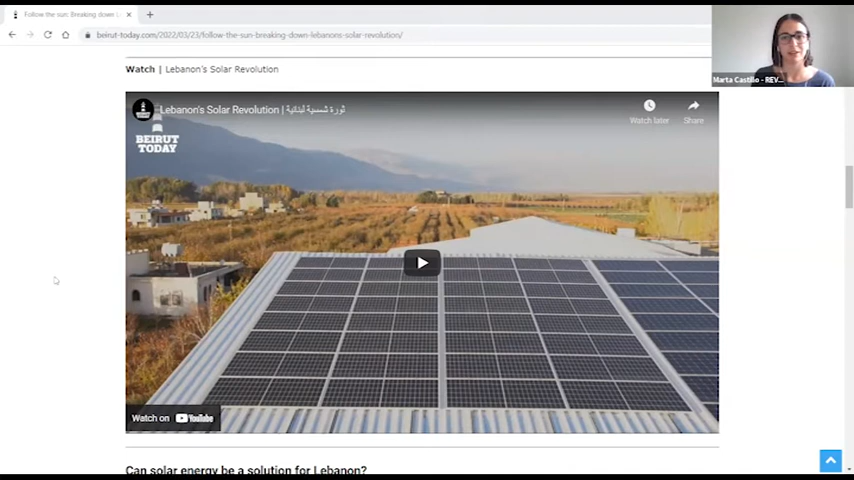 Follow the sun: Breaking down L
beirut-today.com/2022/03/23/follow-the-sun-breaking-down-lebanons-solar-revolution/
Marta Castillo - REV...
Watch | Lebanon's Solar Revolution
Lebanon's Solar Revolution | ثورة شمسية لبنانية
Watch later
Share
BEIRUT
TODAY
Watch on YouTube
Can solar energy be a solution for Lebanon?